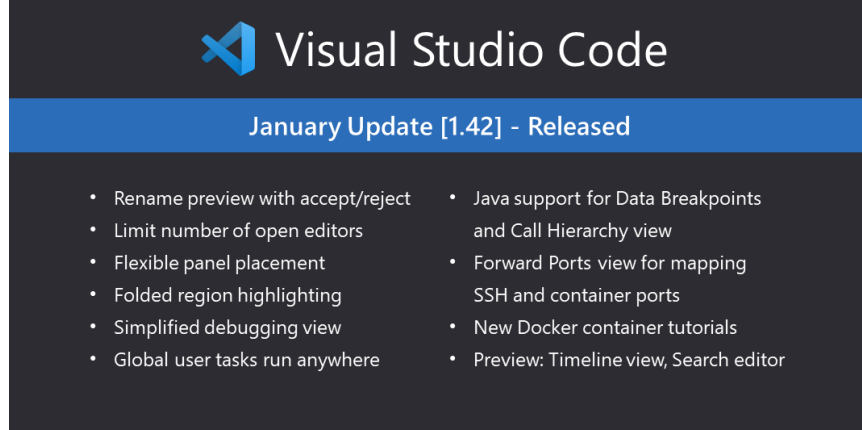 Visual Studio Code
January Update [1.42] - Released
• Rename preview with accept/reject
• Limit number of open editors
• Flexible panel placement
• Folded region highlighting
• Simplified debugging view
• Global user tasks run anywhere
• Java support for Data Breakpoints
and Call Hierarchy view
• Forward Ports view for mapping
SSH and container ports
• New Docker container tutorials
• Preview: Timeline view, Search editor